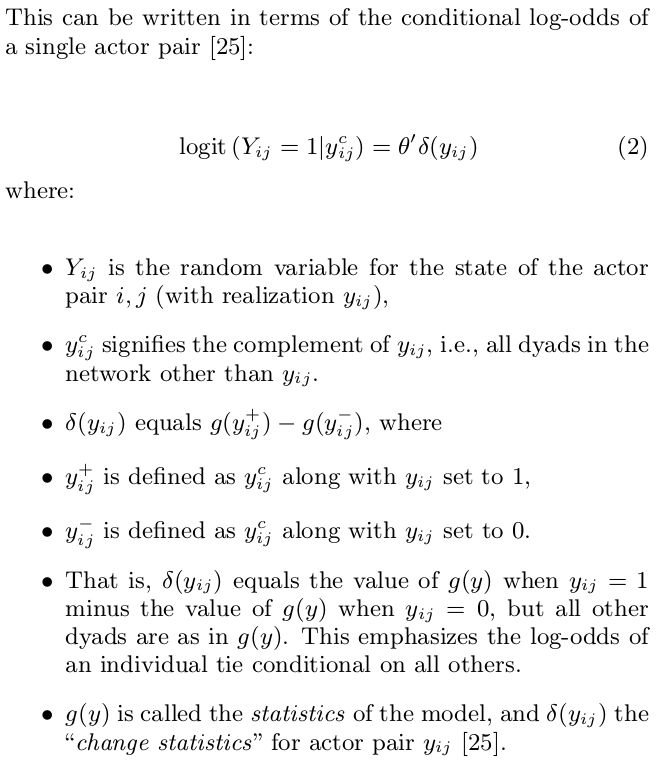 This can be written in terms of the conditional log-odds of
a single actor pair [25]:
logit (Y_{ij} = 1|y_{ij}^c) = θ′δ(y_{ij}) (2)
where:
• Y_{ij} is the random variable for the state of the actor
pair i, j (with realization y_{ij}),
• y_{ij}^c signifies the complement of y_{ij}, i.e., all dyads in the
network other than y_{ij}.
• δ(y_{ij}) equals g(y_{ij}^+) − g(y_{ij}^−), where
• y_{ij}^+ is defined as y_{ij}^c along with y_{ij} set to 1,
• y_{ij}^− is defined as y_{ij}^c along with y_{ij} set to 0.
• That is, δ(y_{ij}) equals the value of g(y) when y_{ij} = 1
minus the value of g(y) when y_{ij} = 0, but all other
dyads are as in g(y). This emphasizes the log-odds of
an individual tie conditional on all others.
• g(y) is called the statistics of the model, and δ(y_{ij}) the
“change statistics” for actor pair y_{ij} [25].